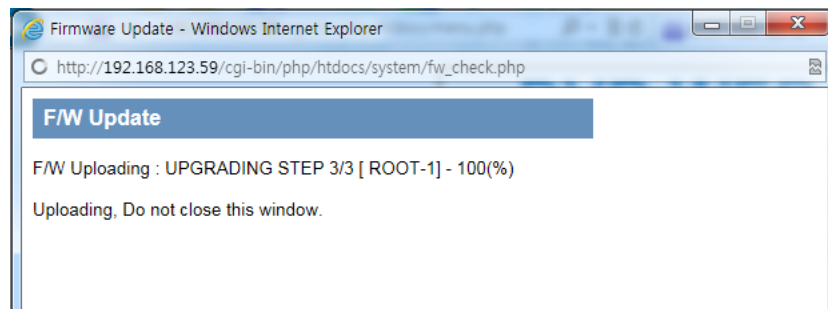 Firmware Update - Windows Internet Explorer
http://192.168.123.59/cgi-bin/php/htdocs/system/fw_check.php
F/W Update
F/W Uploading : UPGRADING STEP 3/3 [ ROOT-1] - 100(%)
Uploading, Do not close this window.